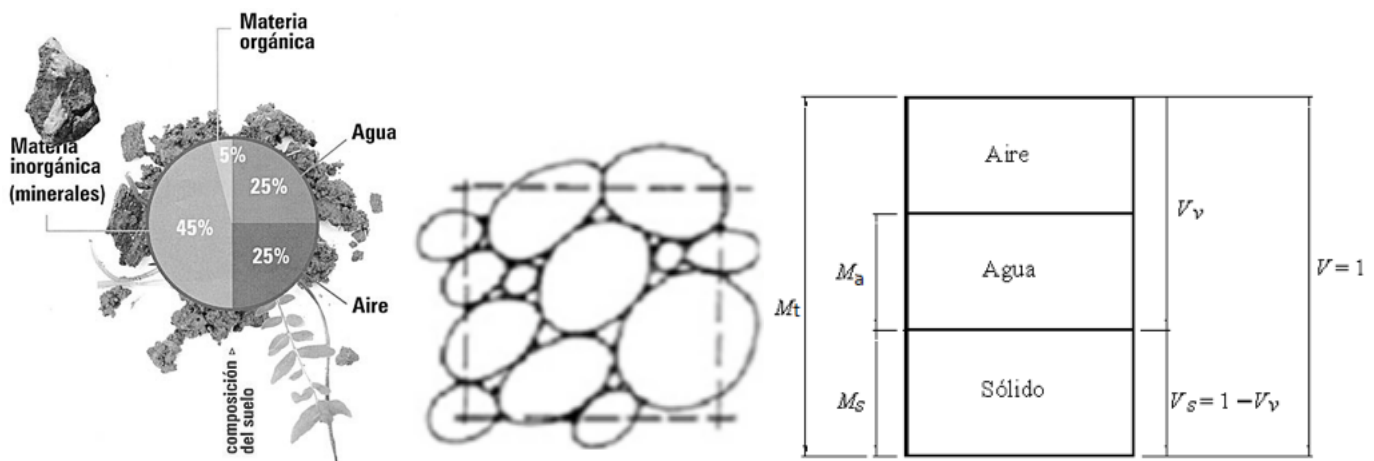 Materia
orgánica
Agua
Materia
inorgánica
(minerales)
5%
25%
45%
25%
Aire
composición
del suelo
Aire
Agua
Sólido
Mt
Ma
Ms
Vv
Vs = 1 – Vv
V = 1